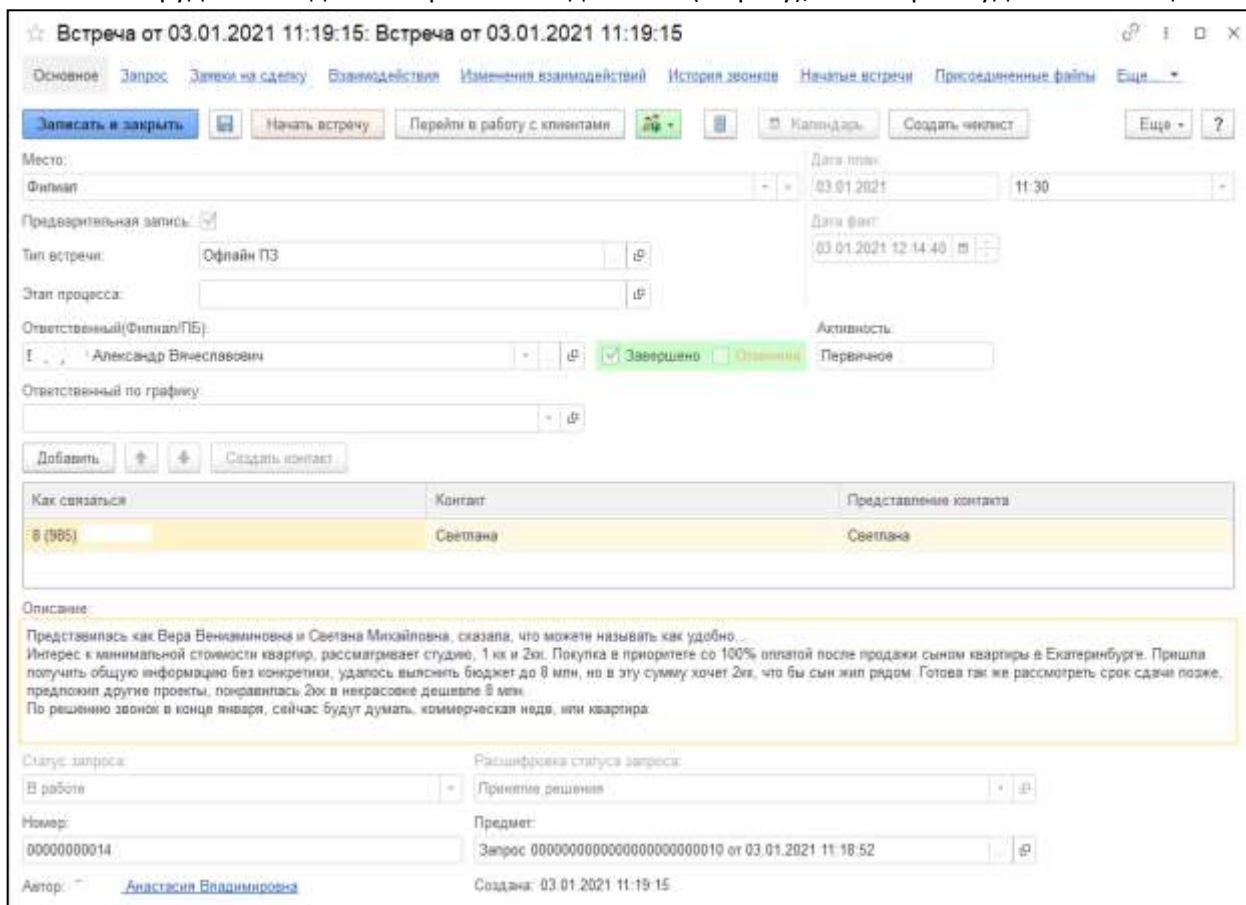 Встреча от 03.01.2021 11:19:15: Встреча от 03.01.2021 11:19:15
Основное Запрос Заявки на сделку Взаимодействия Изменения взаимодействий История звонков Начатые встречи Присоединенные файлы Еще...
Записать и закрыть Начать встречу Перейти в работу с клиентами Календарь Создать чеклист Еще ?
Место: Дата план:
Филиал 03.01.2021 11:30
Предварительная запись: Дата факт:
Тип встречи: Офлайн ПЗ 03.01.2021 12:14:40
Этап процесса:
Ответственный(Филиал/ПБ): Активность:
Александр Вячеславович Завершено Отменено Первичное
Ответственный по графику:
Добавить Создать контакт
Как связаться Контакт Представление контакта
8 (985) Светлана Светлана
Описание:
Представилась как Вера Вениаминовна и Светана Михайловна, сказала, что можете называть как удобно...
Интерес к минимальной стоимости квартир, рассматривает студию, 1 кк и 2кк. Покупка в приоритете со 100% оплатой после продажи сыном квартиры в Екатеринбурге. Пришла
получить общую информацию без конкретики, удалось выяснить бюджет до 8 млн, но в эту сумму хочет 2кк, что бы сын жил рядом. Готова так же рассмотреть срок сдачи позже,
предложил другие проекты, понравилась 2кк в некрасовке дешевле 8 млн.
По решению звонок в конце января, сейчас будут думать, коммерческая недв, или квартира
Статус запроса: Расшифровка статуса запроса:
В работе Принятие решения
Номер: Предмет:
00000000014 от 03.01.2021 11:18:52
Автор: Анастасия Владимировна Создана: 03.01.2021 11:19:15